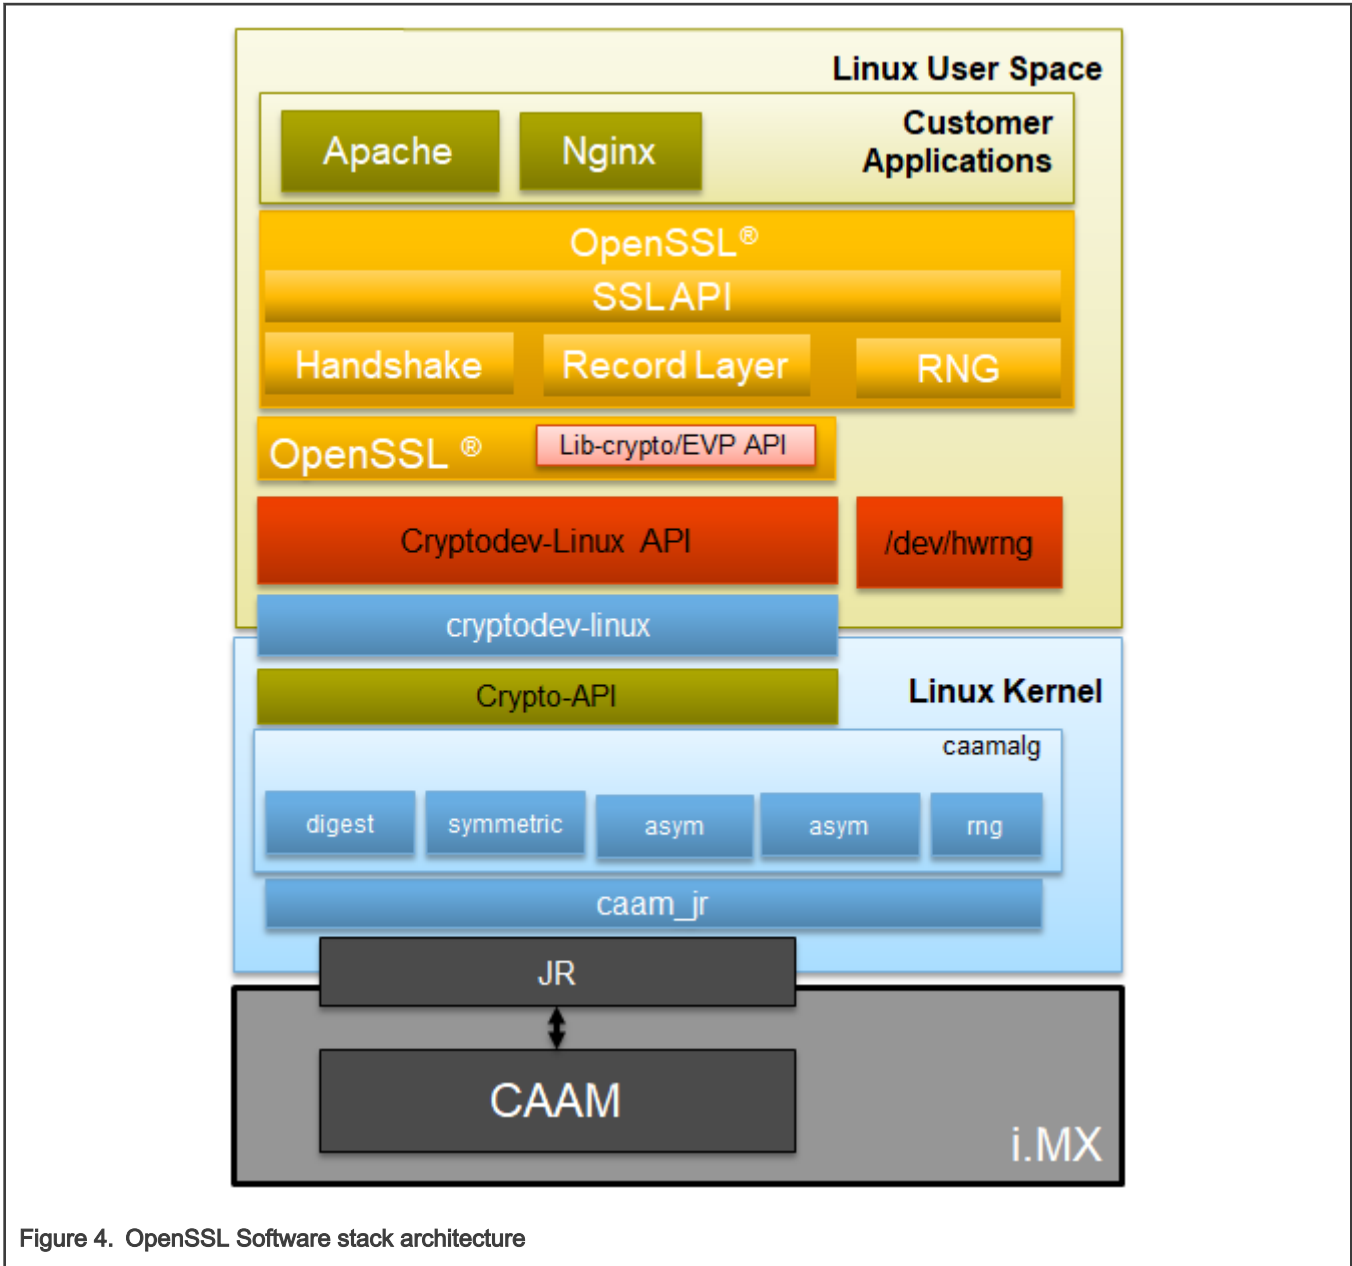 Linux User Space
Customer
Applications
Apache
Nginx
OpenSSL®
SSL API
Handshake
Record Layer
RNG
OpenSSL ®
Lib-crypto/EVP API
Cryptodev-Linux API
/dev/hwrng
cryptodev-linux
Crypto-API
Linux Kernel
caamalg
digest
symmetric
asym
asym
rng
caam_jr
JR
CAAM
i.MX
Figure 4. OpenSSL Software stack architecture